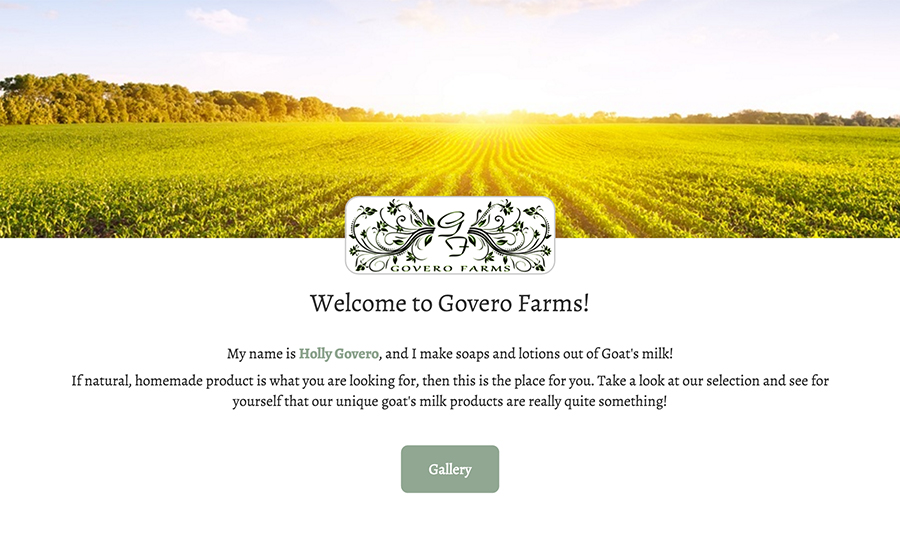 G
F
GOVERO FARMS
Welcome to Govero Farms!
My name is Holly Govero, and I make soaps and lotions out of Goat's milk!
If natural, homemade product is what you are looking for, then this is the place for you. Take a look at our selection and see for
yourself that our unique goat's milk products are really quite something!
Gallery